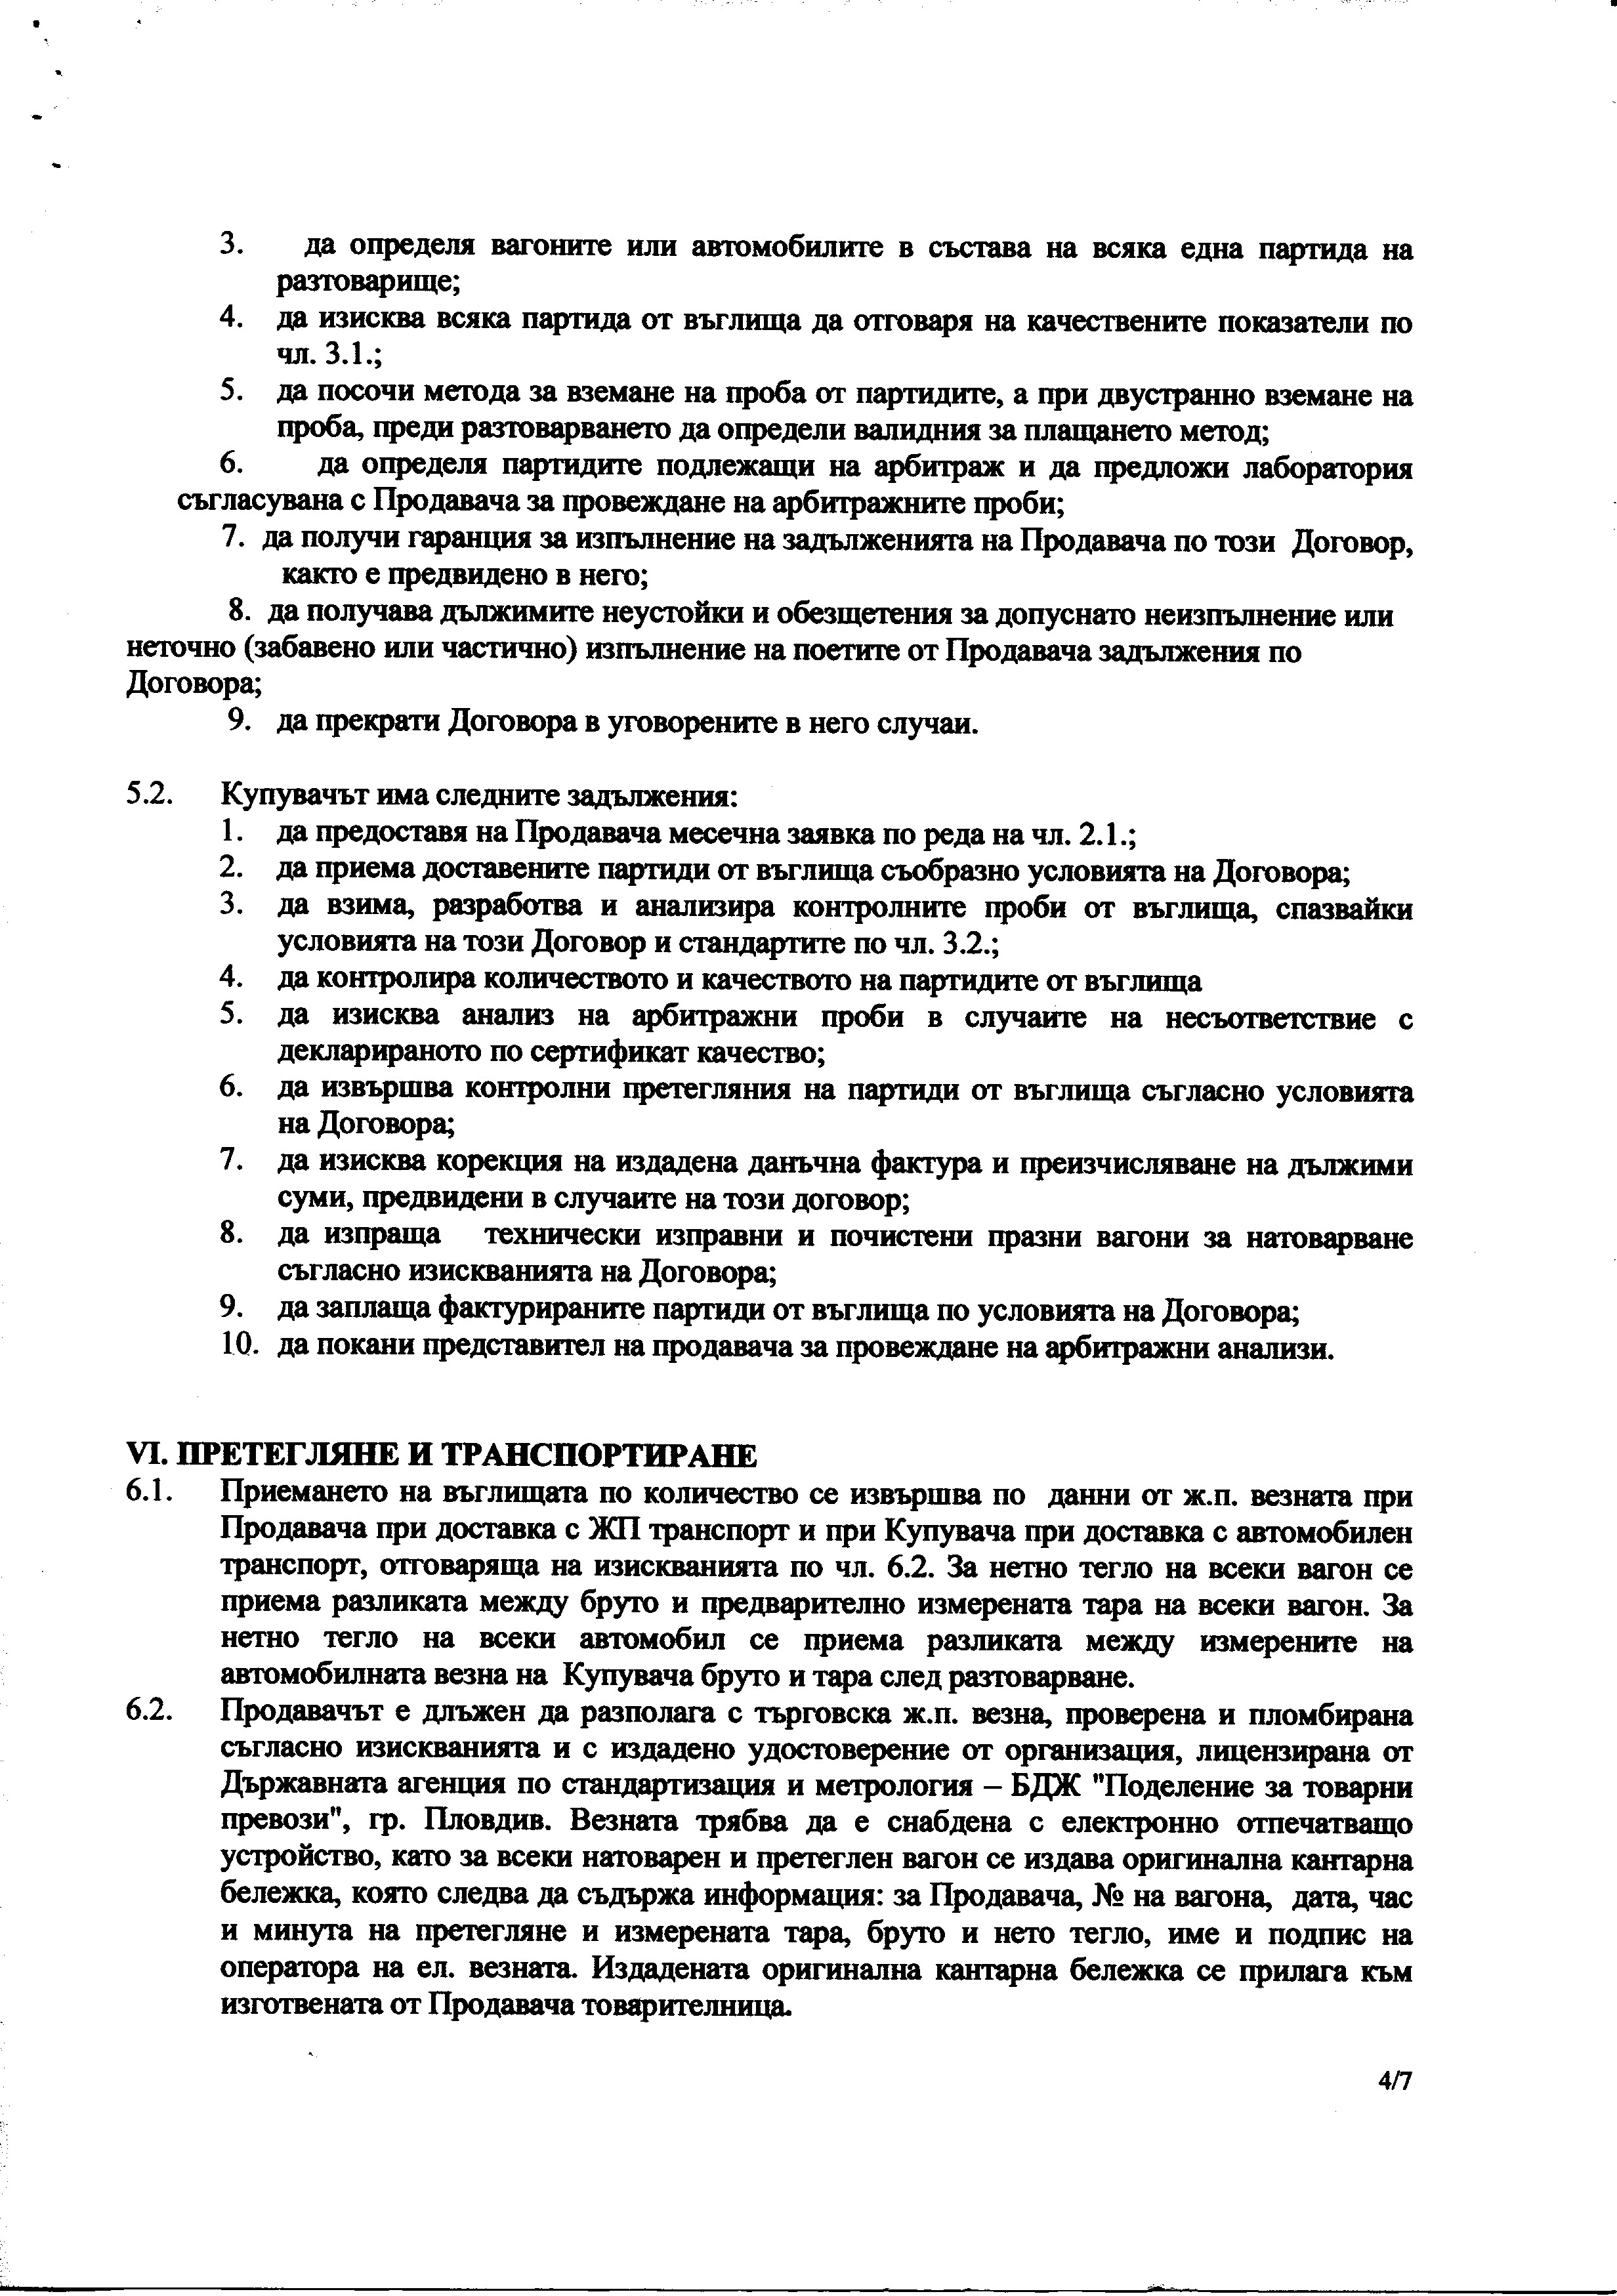 3. да определя вагоните или автомобилите в състава на всяка една партида на
разтоварище;
4. да изисква всяка партида от въглища да отговаря на качествените показатели по
чл. 3.1.;
5. да посочи метода за вземане на проба от партидите, а при двустранно вземане на
проба, преди разтоварването да определи валидния за плащането метод;
6. да определя партидите подлежащи на арбитраж и да предложи лаборатория
съгласувана с Продавача за провеждане на арбитражните проби;
7. да получи гаранция за изпълнение на задълженията на Продавача по този Договор,
както е предвидено в него;
8. да получава дължимите неустойки и обезщетения за допуснато неизпълнение или
неточно (забавено или частично) изпълнение на поетите от Продавача задължения по
Договора;
9. да прекрати Договора в уговорените в него случаи.
5.2. Купувачът има следните задължения:
1. да предоставя на Продавача месечна заявка по реда на чл. 2.1.;
2. да приема доставените партиди от въглища съобразно условията на Договора;
3. да взима, разработва и анализира контролните проби от въглища, спазвайки
условията на този Договор и стандартите по чл. 3.2.;
4. да контролира количеството и качеството на партидите от въглища
5. да изисква анализ на арбитражни проби в случаите на несъответствие с
декларираното по сертификат качество;
6. да извършва контролни претегляния на партиди от въглища съгласно условията
на Договора;
7. да изисква корекция на издадена данъчна фактура и преизчисляване на дължими
суми, предвидени в случаите на този договор;
8. да изпраща технически изправни и почистени празни вагони за натоварване
съгласно изискванията на Договора;
9. да заплаща фактурираните партиди от въглища по условията на Договора;
10. да покани представител на продавача за провеждане на арбитражни анализи.
VI. ПРЕТЕГЛЯНЕ И ТРАНСПОРТИРАНЕ
6.1. Приемането на въглищата по количество се извършва по данни от ж.п. везната при
Продавача при доставка с ЖП транспорт и при Купувача при доставка с автомобилен
транспорт, отговаряща на изискванията по чл. 6.2. За нетно тегло на всеки вагон се
приема разликата между бруто и предварително измерената тара на всеки вагон. За
нетно тегло на всеки автомобил се приема разликата между измерените на
автомобилната везна на Купувача бруто и тара след разтоварване.
6.2. Продавачът е длъжен да разполага с търговска ж.п. везна, проверена и пломбирана
съгласно изискванията и с издадено удостоверение от организация, лицензирана от
Държавната агенция по стандартизация и метрология – БДЖ "Поделение за товарни
превози", гр. Пловдив. Везната трябва да е снабдена с електронно отпечатващо
устройство, като за всеки натоварен и претеглен вагон се издава оригинална кантарна
бележка, която следва да съдържа информация: за Продавача, № на вагона, дата, час
и минута на претегляне и измерената тара, бруто и нето тегло, име и подпис на
оператора на ел. везната. Издадената оригинална кантарна бележка се прилага към
изготвената от Продавача товарителница.
4/7